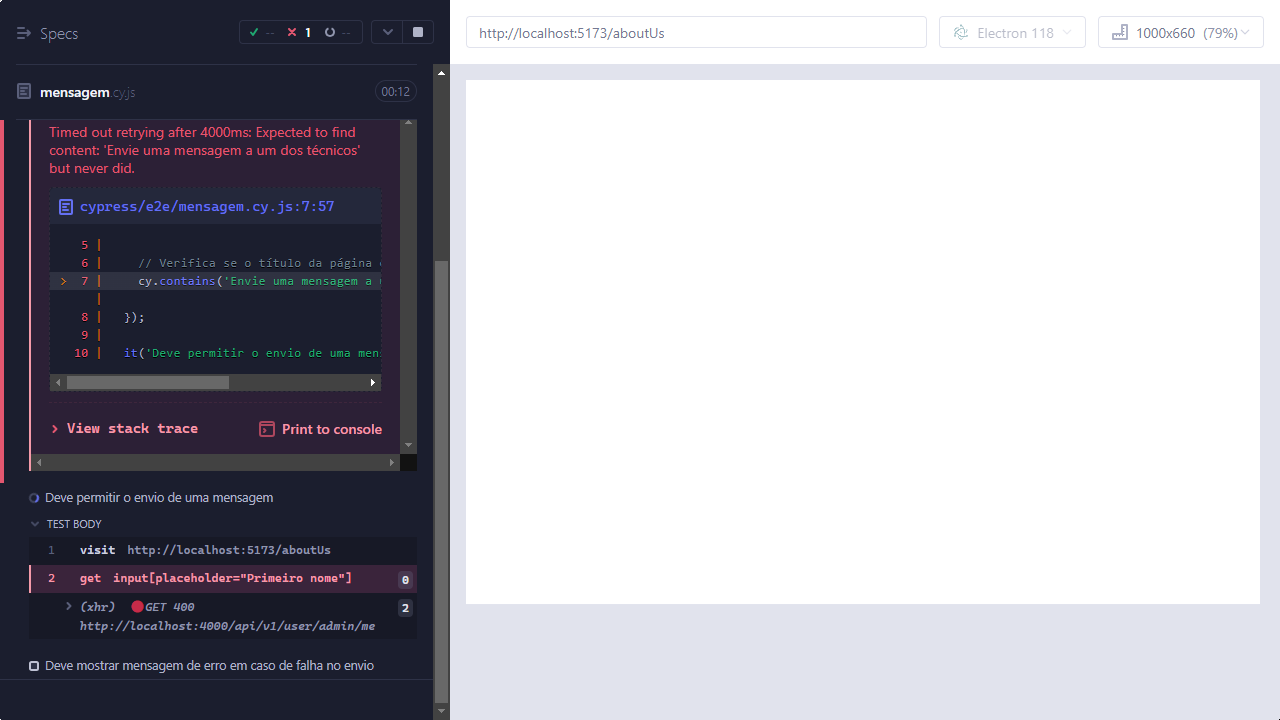 Specs
-- 1 --
http://localhost:5173/aboutUs
Electron 118
1000x660 (79%)
mensagem.cy.js
00:12
Timed out retrying after 4000ms: Expected to find
content: 'Envie uma mensagem a um dos técnicos'
but never did.
cypress/e2e/mensagem.cy.js:7:57
5 |
6 | // Verifica se o título da página
> 7 | cy.contains('Envie uma mensagem a
|
8 | });
9 |
10 | it('Deve permitir o envio de uma men
> View stack trace
Print to console
Deve permitir o envio de uma mensagem
TEST BODY
1 visit http://localhost:5173/aboutUs
2 get input[placeholder="Primeiro nome"] 0
(xhr) GET 400 2
http://localhost:4000/api/v1/user/admin/me
Deve mostrar mensagem de erro em caso de falha no envio